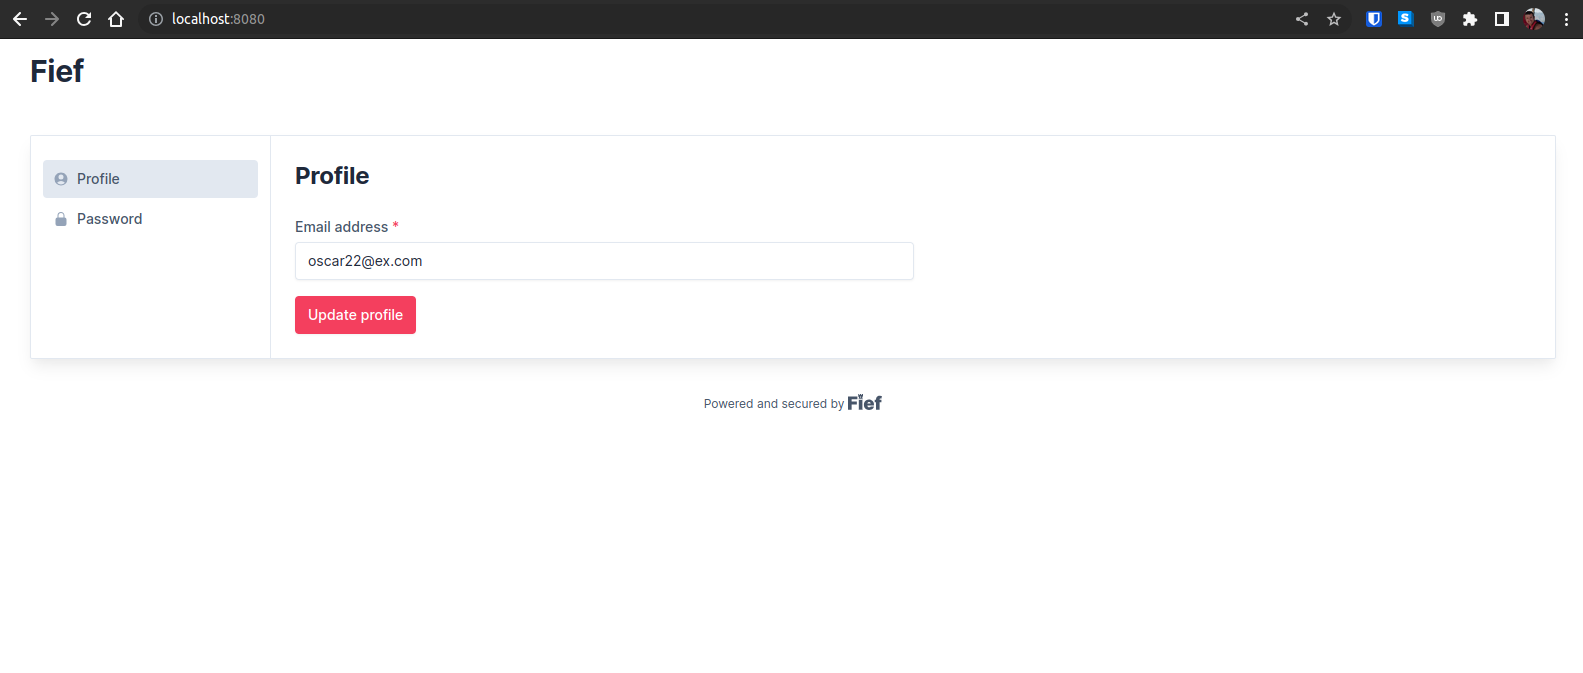 localhost:8080
Fief
Profile
Password
Profile
Email address *
oscar22@ex.com
Update profile
Powered and secured by Fief